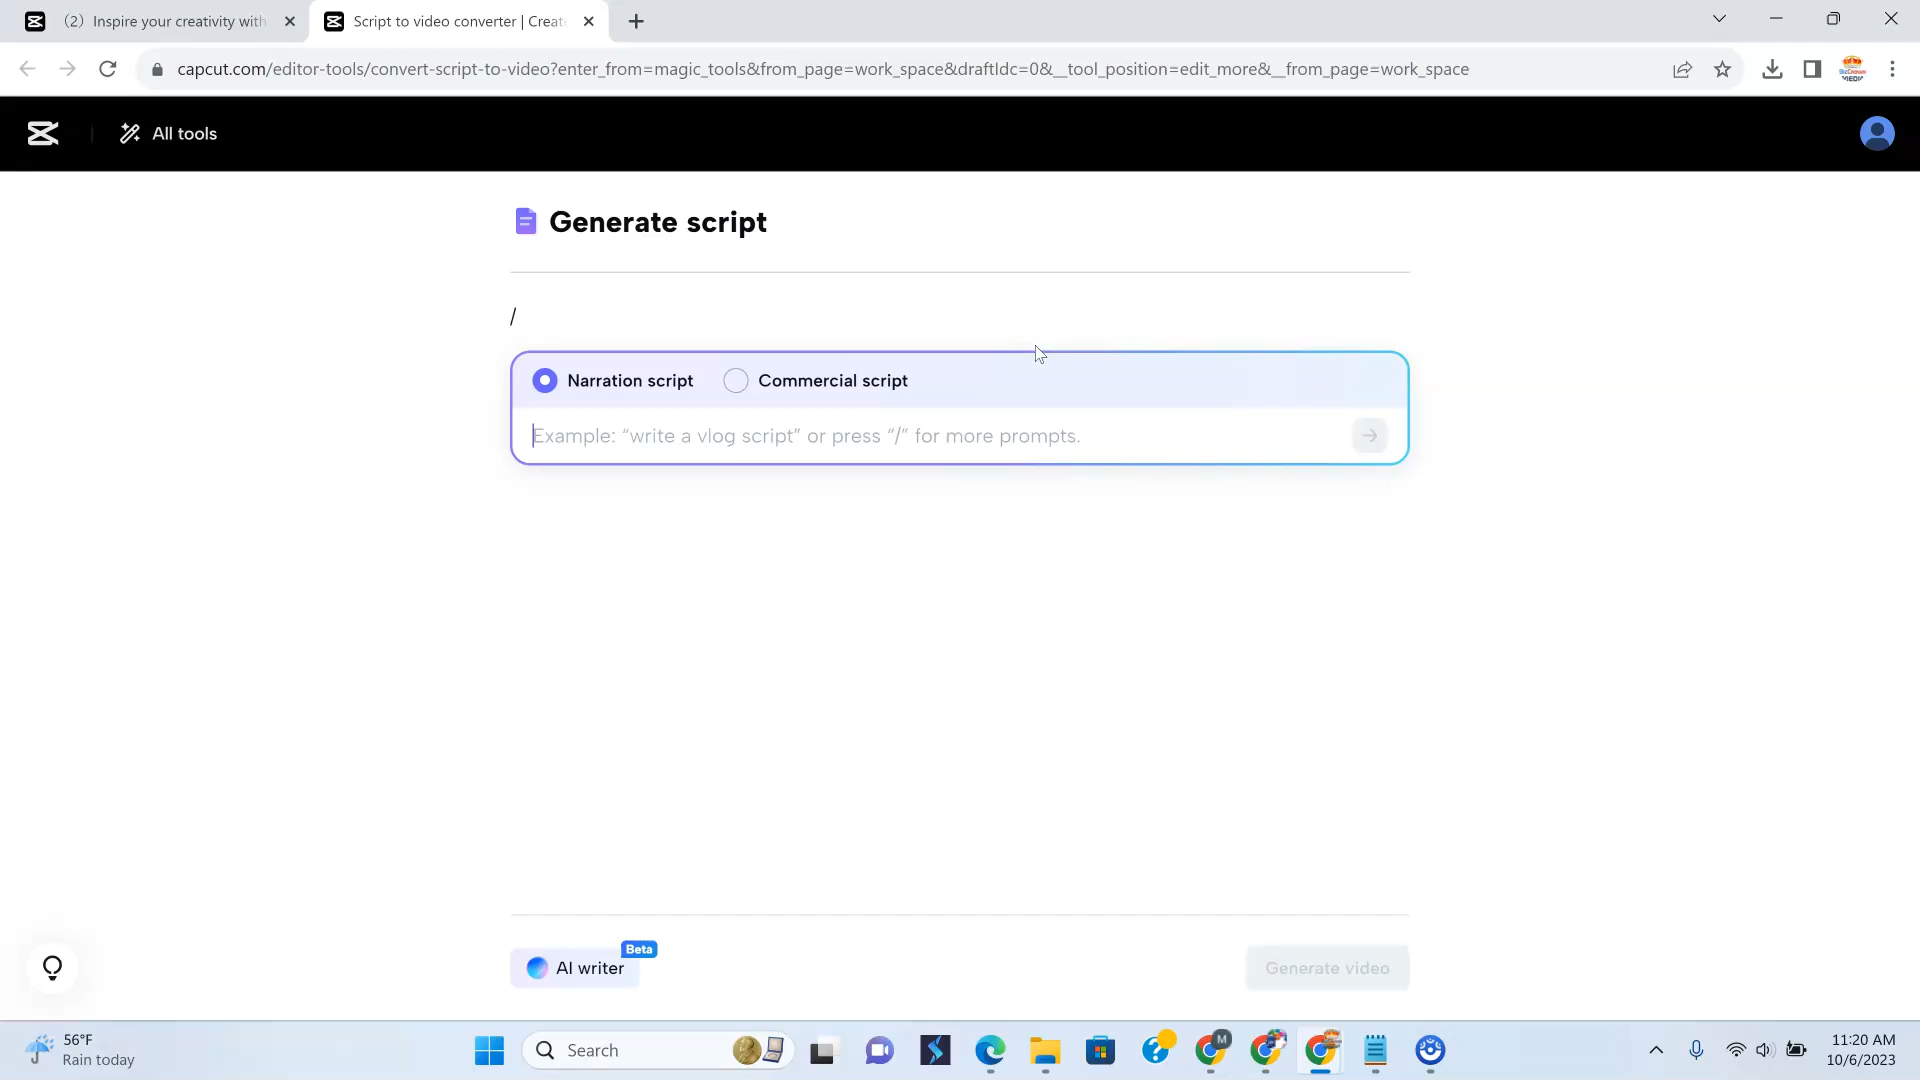 (2) Inspire your creativity with
Script to video converter | Creat
capcut.com/editor-tools/convert-script-to-video?enter_from=magic_tools&from_page=work_space&draftIdc=0&__tool_position=edit_more&__from_page=work_space
All tools
Generate script
/
Narration script
Commercial script
Example: “write a vlog script” or press “/” for more prompts.
Beta
AI writer
Generate video
56°F
Rain today
Search
M
11:20 AM
10/6/2023